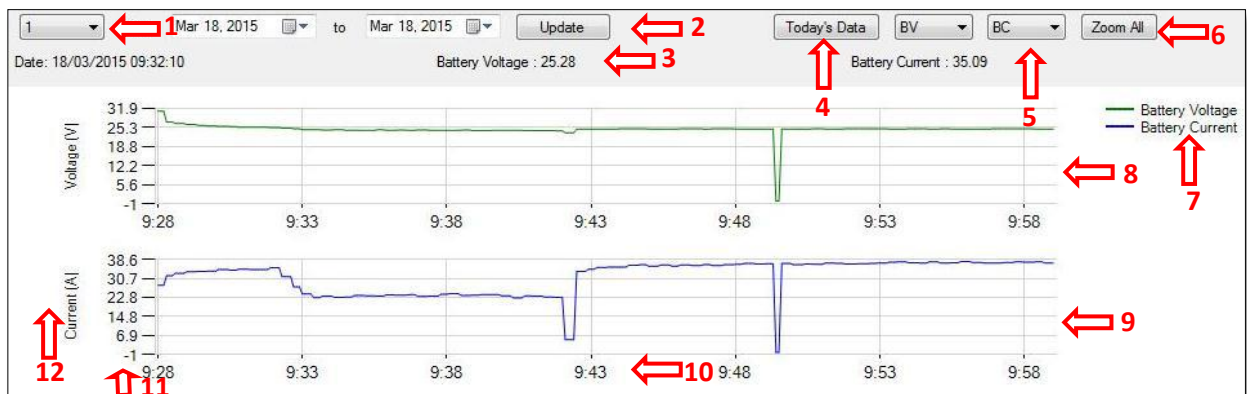 1 1 Mar 18, 2015 to Mar 18, 2015 Update 2 Today's Data BV BC Zoom All 6
Date: 18/03/2015 09:32:10 Battery Voltage : 25.28 3 Battery Current : 35.09
4 5
Battery Voltage
Battery Current
7
Voltage [V]
31.9
25.3
18.8
12.2
5.6
-1
8
9:28 9:33 9:38 9:43 9:48 9:53 9:58
Current [A]
38.6
30.7
22.8
14.8
6.9
-1
9
12
9:28 9:33 9:38 9:43 10 9:48 9:53 9:58
11